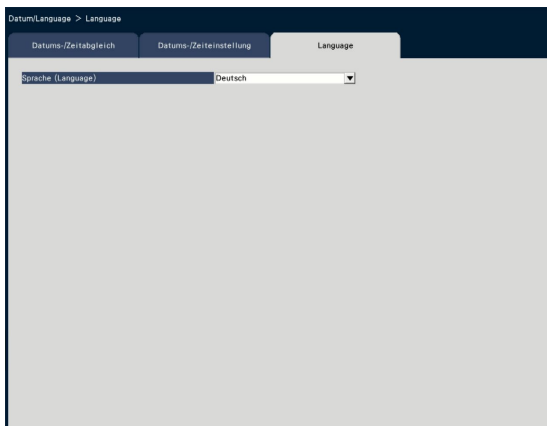 Datum/Language > Language
Datums-/Zeitabgleich Datums-/Zeiteinstellung Language
Sprache (Language) Deutsch